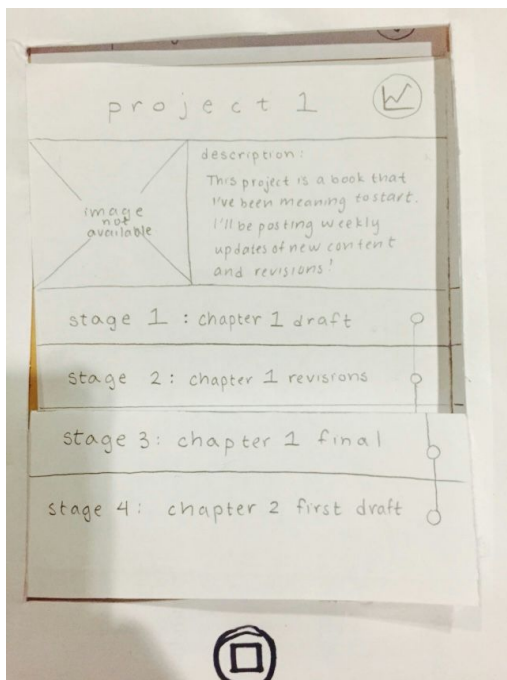 project 1
image
not
available
description:
This project is a book that
I've been meaning to start.
I'll be posting weekly
updates of new content
and revisions!
stage 1 : chapter 1 draft
stage 2: chapter 1 revisions
stage 3: chapter 1 final
stage 4: chapter 2 first draft